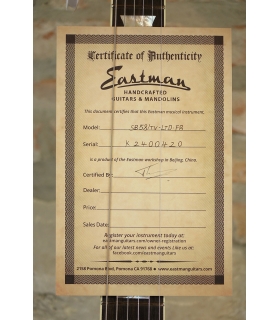 Certificate of Authenticity
Eastman
HANDCRAFTED
GUITARS & MANDOLINS
This document certifies that this Eastman musical instrument,
Model: SB59/TV-LTD-FB
Serial: K2400420
is a product of the Eastman workshop in Beijing, China.
Certified By:
Dealer:
Price:
Sales Date:
Register your instrument today at:
eastmanguitars.com/owner-registration
For all of our latest news and events Like us at:
facebook.com/eastmanguitars
2158 Pomona Blvd., Pomona CA 91768 ♥ www.eastmanguitars.com